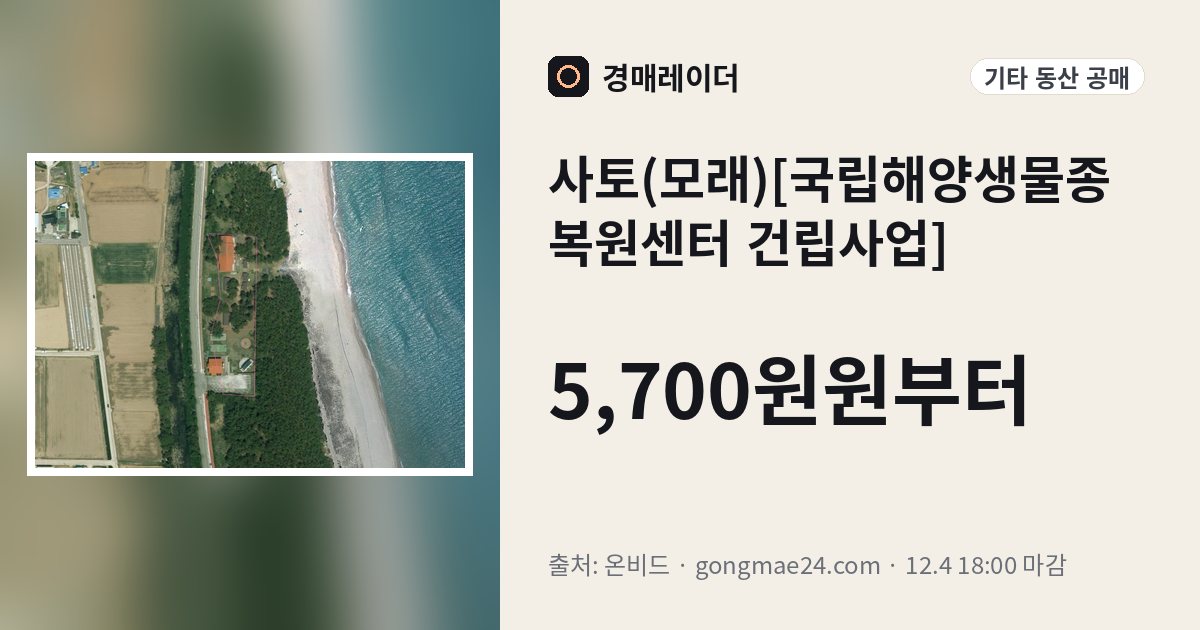 경매레이더
기타 동산 공매
사토(모래)[국립해양생물종
복원센터 건립사업]
5,700원원부터
출처: 온비드 · gongmae24.com · 12.4 18:00 마감